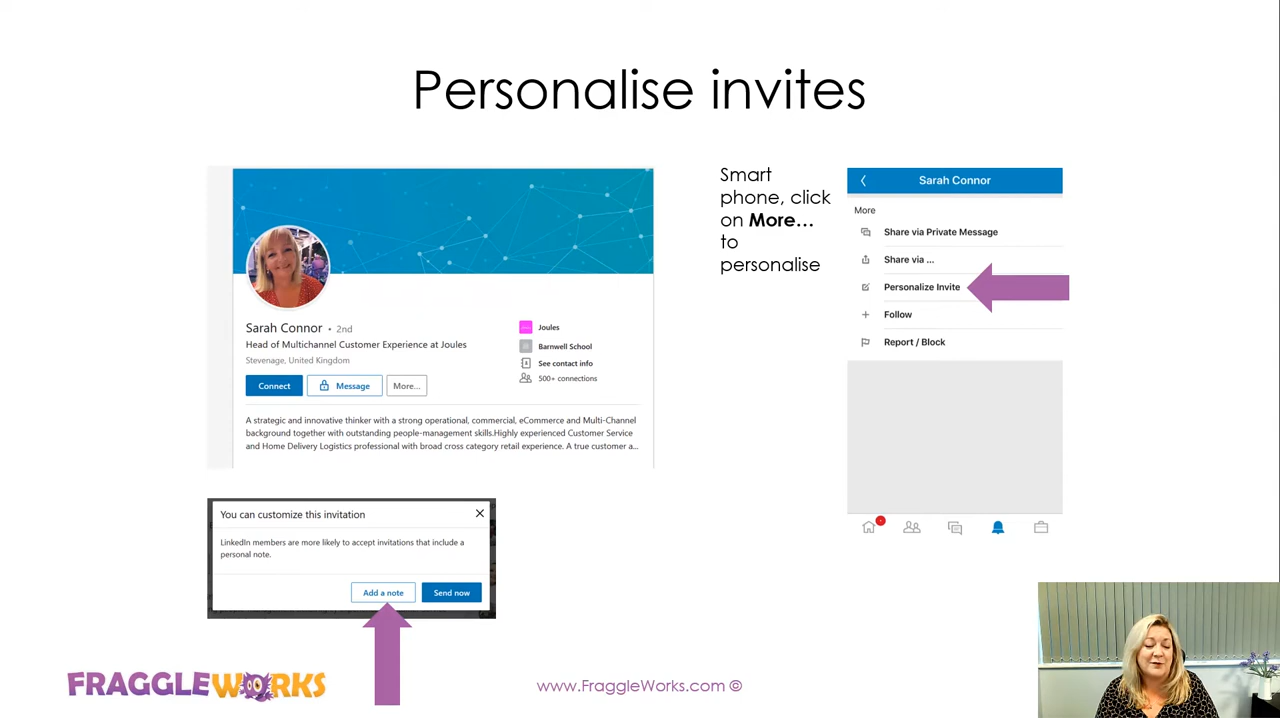 Personalise invites
Sarah Connor • 2nd
Head of Multichannel Customer Experience at Joules
Stevenage, United Kingdom
Connect
Message
More...
Joules
Barnwell School
See contact info
500+ connections
A strategic and innovative thinker with a strong operational, commercial, eCommerce and Multi-Channel
background together with outstanding people-management skills.Highly experienced Customer Service
and Home Delivery Logistics professional with broad cross category retail experience. A true customer a...
Smart
phone, click
on More...
to
personalise
Sarah Connor
More
Share via Private Message
Share via ...
Personalize Invite
Follow
Report / Block
You can customize this invitation
LinkedIn members are more likely to accept invitations that include a
personal note.
Add a note
Send now
FRAGGLEWORKS
www.FraggleWorks.com ©